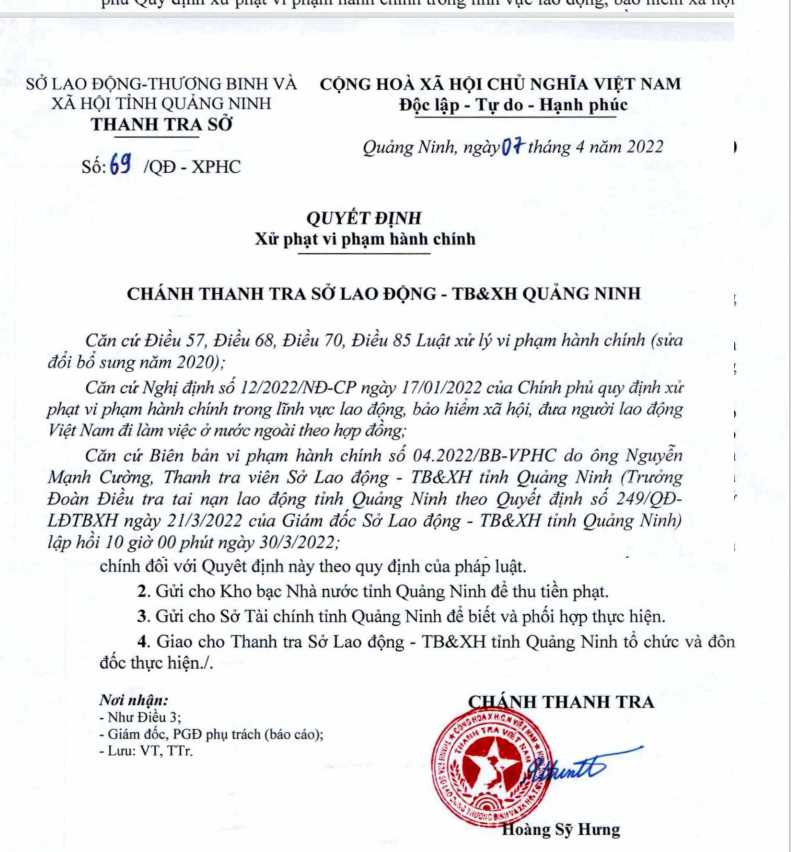 phủ Quy định xử phạt vi phạm hành chính trong lĩnh vực lao động, bảo hiểm xã hội
SỞ LAO ĐỘNG-THƯƠNG BINH VÀ
XÃ HỘI TỈNH QUẢNG NINH
THANH TRA SỞ
Số: 69 /QĐ - XPHC
CỘNG HOÀ XÃ HỘI CHỦ NGHĨA VIỆT NAM
Độc lập - Tự do - Hạnh phúc
Quảng Ninh, ngày 07 tháng 4 năm 2022
QUYẾT ĐỊNH
Xử phạt vi phạm hành chính
CHÁNH THANH TRA SỞ LAO ĐỘNG - TB&XH QUẢNG NINH
Căn cứ Điều 57, Điều 68, Điều 70, Điều 85 Luật xử lý vi phạm hành chính (sửa
đổi bổ sung năm 2020);
Căn cứ Nghị định số 12/2022/NĐ-CP ngày 17/01/2022 của Chính phủ quy định xử
phạt vi phạm hành chính trong lĩnh vực lao động, bảo hiểm xã hội, đưa người lao động
Việt Nam đi làm việc ở nước ngoài theo hợp đồng;
Căn cứ Biên bản vi phạm hành chính số 04.2022/BB-VPHC do ông Nguyễn
Mạnh Cường, Thanh tra viên Sở Lao động - TB&XH tỉnh Quảng Ninh (Trưởng
Đoàn Điều tra tai nạn lao động tỉnh Quảng Ninh theo Quyết định số 249/QĐ-
LĐTBXH ngày 21/3/2022 của Giám đốc Sở Lao động - TB&XH tỉnh Quảng Ninh)
lập hồi 10 giờ 00 phút ngày 30/3/2022;
chính đối với Quyết định này theo quy định của pháp luật.
2. Gửi cho Kho bạc Nhà nước tỉnh Quảng Ninh để thu tiền phạt.
3. Gửi cho Sở Tài chính tỉnh Quảng Ninh để biết và phối hợp thực hiện.
4. Giao cho Thanh tra Sở Lao động - TB&XH tỉnh Quảng Ninh tổ chức và đôn
đốc thực hiện./.
Nơi nhận:
- Như Điều 3;
- Giám đốc, PGĐ phụ trách (báo cáo);
- Lưu: VT, TTr.
CHÁNH THANH TRA
THANH TRA VIỆT NAM
Hoàng Sỹ Hưng